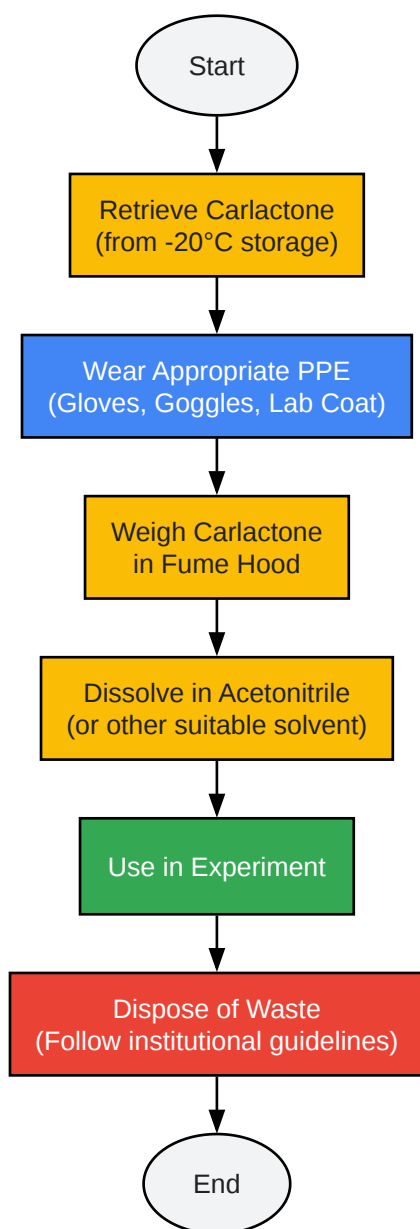 Start
Retrieve Carlactone
(from -20°C storage)
Wear Appropriate PPE
(Gloves, Goggles, Lab Coat)
Weigh Carlactone
in Fume Hood
Dissolve in Acetonitrile
(or other suitable solvent)
Use in Experiment
Dispose of Waste
(Follow institutional guidelines)
End